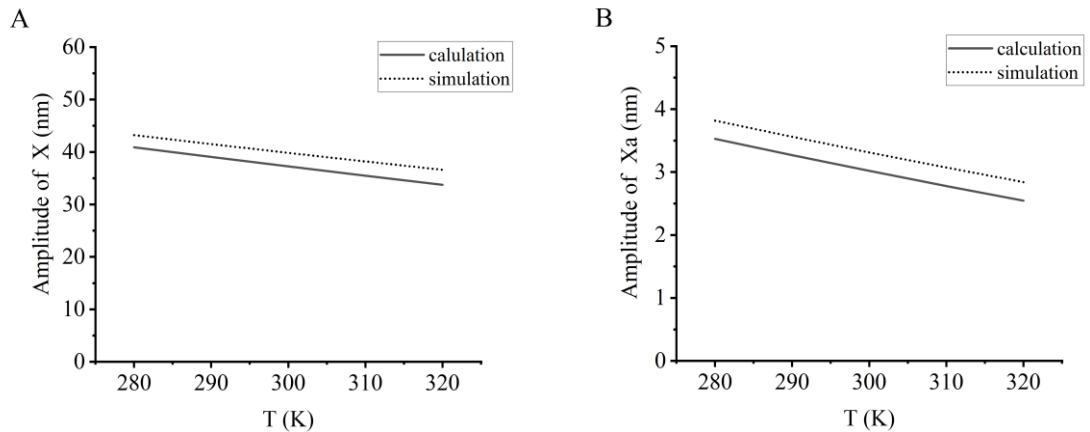 A
60
50
40
30
20
10
0
Amplitude of X (nm)
calulation
simulation
280
290
300
310
320
T (K)
B
5
4
3
2
1
0
Amplitude of Xa (nm)
calculation
simulation
280
290
300
310
320
T (K)